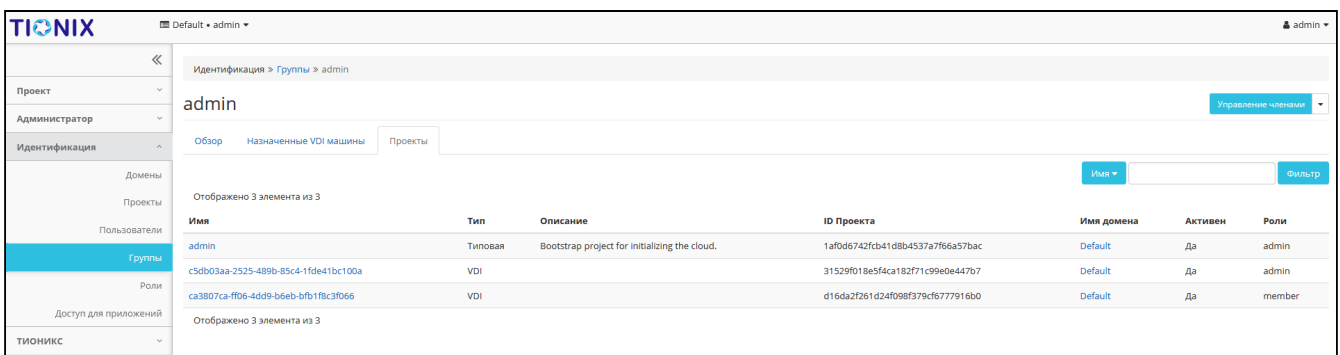 TIONIX
Default • admin
admin
Идентификация » Группы » admin
Проект
Администратор
Идентификация
Домены
Проекты
Пользователи
Группы
Роли
Доступ для приложений
ТИОНИКС
admin
Управление членами
Обзор Назначенные VDI машины Проекты
Имя Фильтр
Отображено 3 элемента из 3
Имя Тип Описание ID Проекта Имя домена Активен Роли
admin Типовая Bootstrap project for initializing the cloud. 1af0d6742fcb41d8b4537a7f66a57bac Default Да admin
c5db03aa-2525-489b-85c4-1fde41bc100a VDI 31529f018e5f4ca182f71c99e0e447b7 Default Да admin
ca3807ca-ff06-4dd9-b6eb-bfb1f8c3f066 VDI d16da2f261d24f098f379cf6777916b0 Default Да member
Отображено 3 элемента из 3